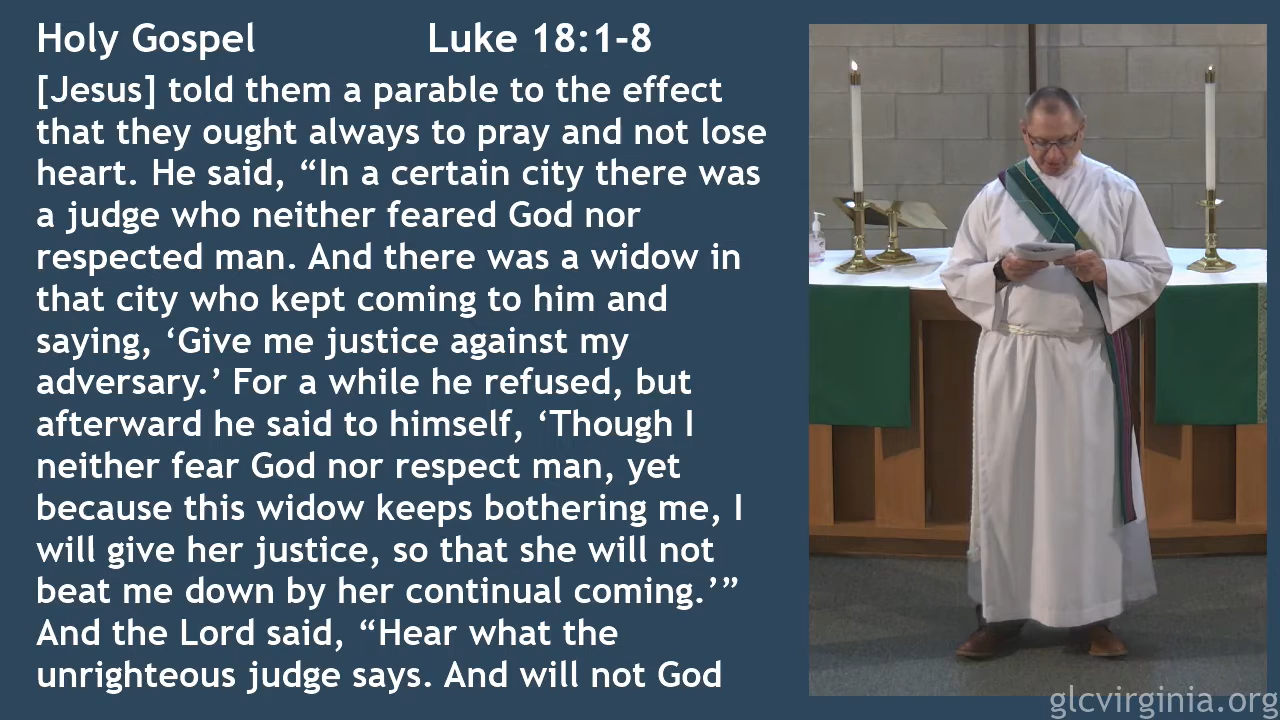 Holy Gospel Luke 18:1-8
[Jesus] told them a parable to the effect
that they ought always to pray and not lose
heart. He said, “In a certain city there was
a judge who neither feared God nor
respected man. And there was a widow in
that city who kept coming to him and
saying, ‘Give me justice against my
adversary.’ For a while he refused, but
afterward he said to himself, ‘Though I
neither fear God nor respect man, yet
because this widow keeps bothering me, I
will give her justice, so that she will not
beat me down by her continual coming.’”
And the Lord said, “Hear what the
unrighteous judge says. And will not God
glcvirginia.org